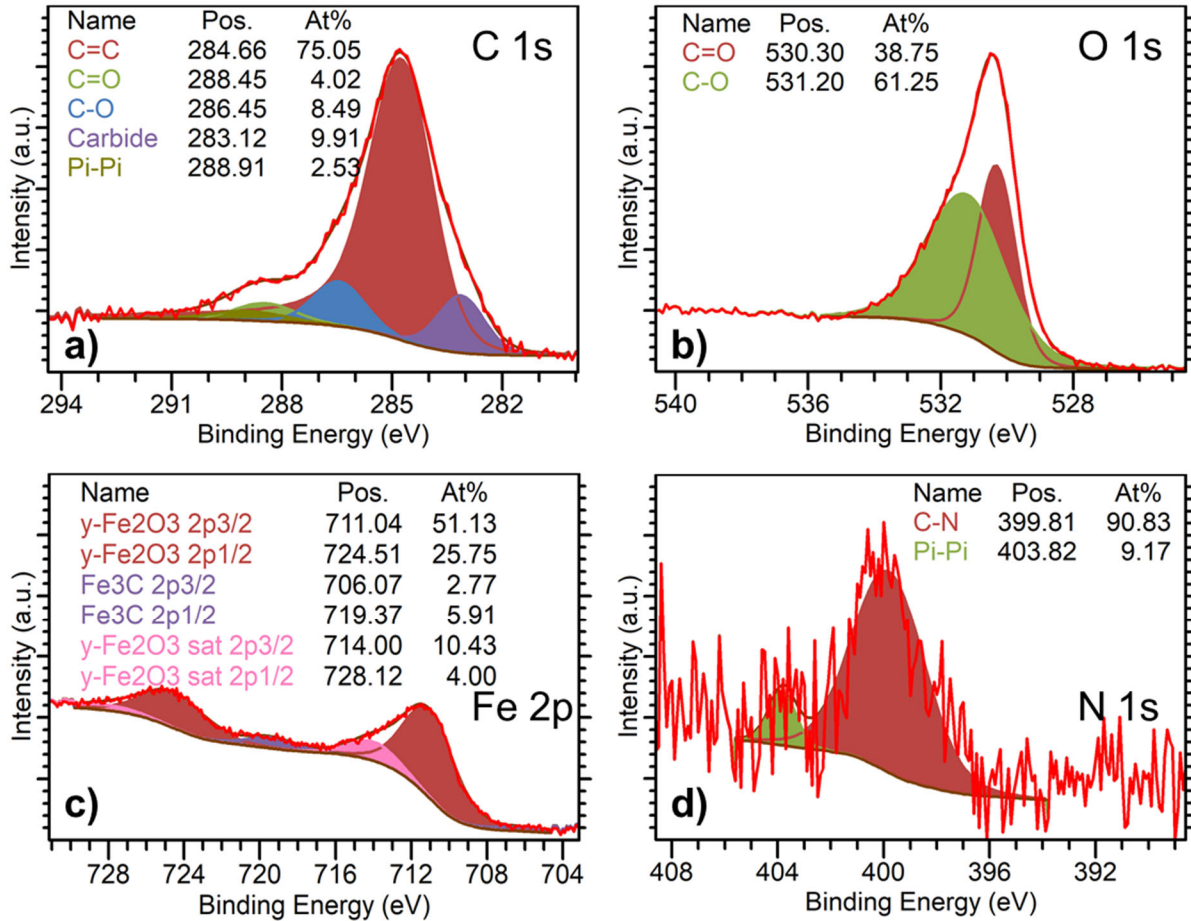 Name Pos. At% C 1s
C=C 284.66 75.05
C=O 288.45 4.02
C-O 286.45 8.49
Carbide 283.12 9.91
Pi-Pi 288.91 2.53
Intensity (a.u.)
a)
294 291 288 285 282
Binding Energy (eV)
Name Pos. At% O 1s
C=O 530.30 38.75
C-O 531.20 61.25
Intensity (a.u.)
b)
540 536 532 528
Binding Energy (eV)
Name Pos. At%
y-Fe2O3 2p3/2 711.04 51.13
y-Fe2O3 2p1/2 724.51 25.75
Fe3C 2p3/2 706.07 2.77
Fe3C 2p1/2 719.37 5.91
y-Fe2O3 sat 2p3/2 714.00 10.43
y-Fe2O3 sat 2p1/2 728.12 4.00
Fe 2p
Intensity (a.u.)
c)
728 724 720 716 712 708 704
Binding Energy (eV)
Name Pos. At%
C-N 399.81 90.83
Pi-Pi 403.82 9.17
N 1s
Intensity (a.u.)
d)
408 404 400 396 392
Binding Energy (eV)